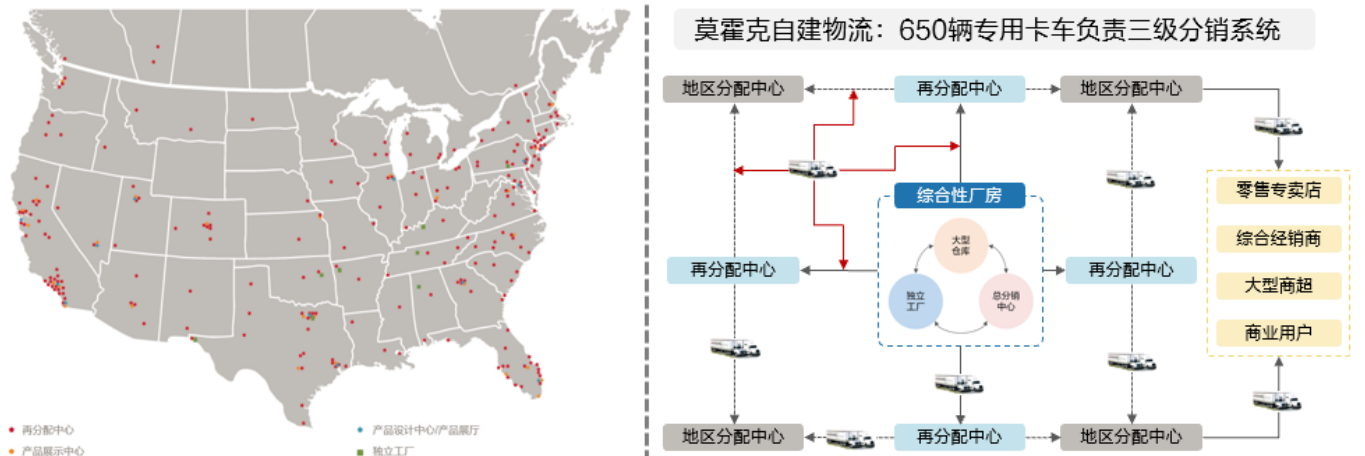 再分配中心
产品展示中心
产品设计中心/产品展厅
独立工厂
莫霍克自建物流：650辆专用卡车负责三级分销系统
地区分配中心
再分配中心
地区分配中心
综合性厂房
大型
仓库
独立
工厂
总分销
中心
再分配中心
再分配中心
零售专卖店
综合经销商
大型商超
商业用户
地区分配中心
再分配中心
地区分配中心